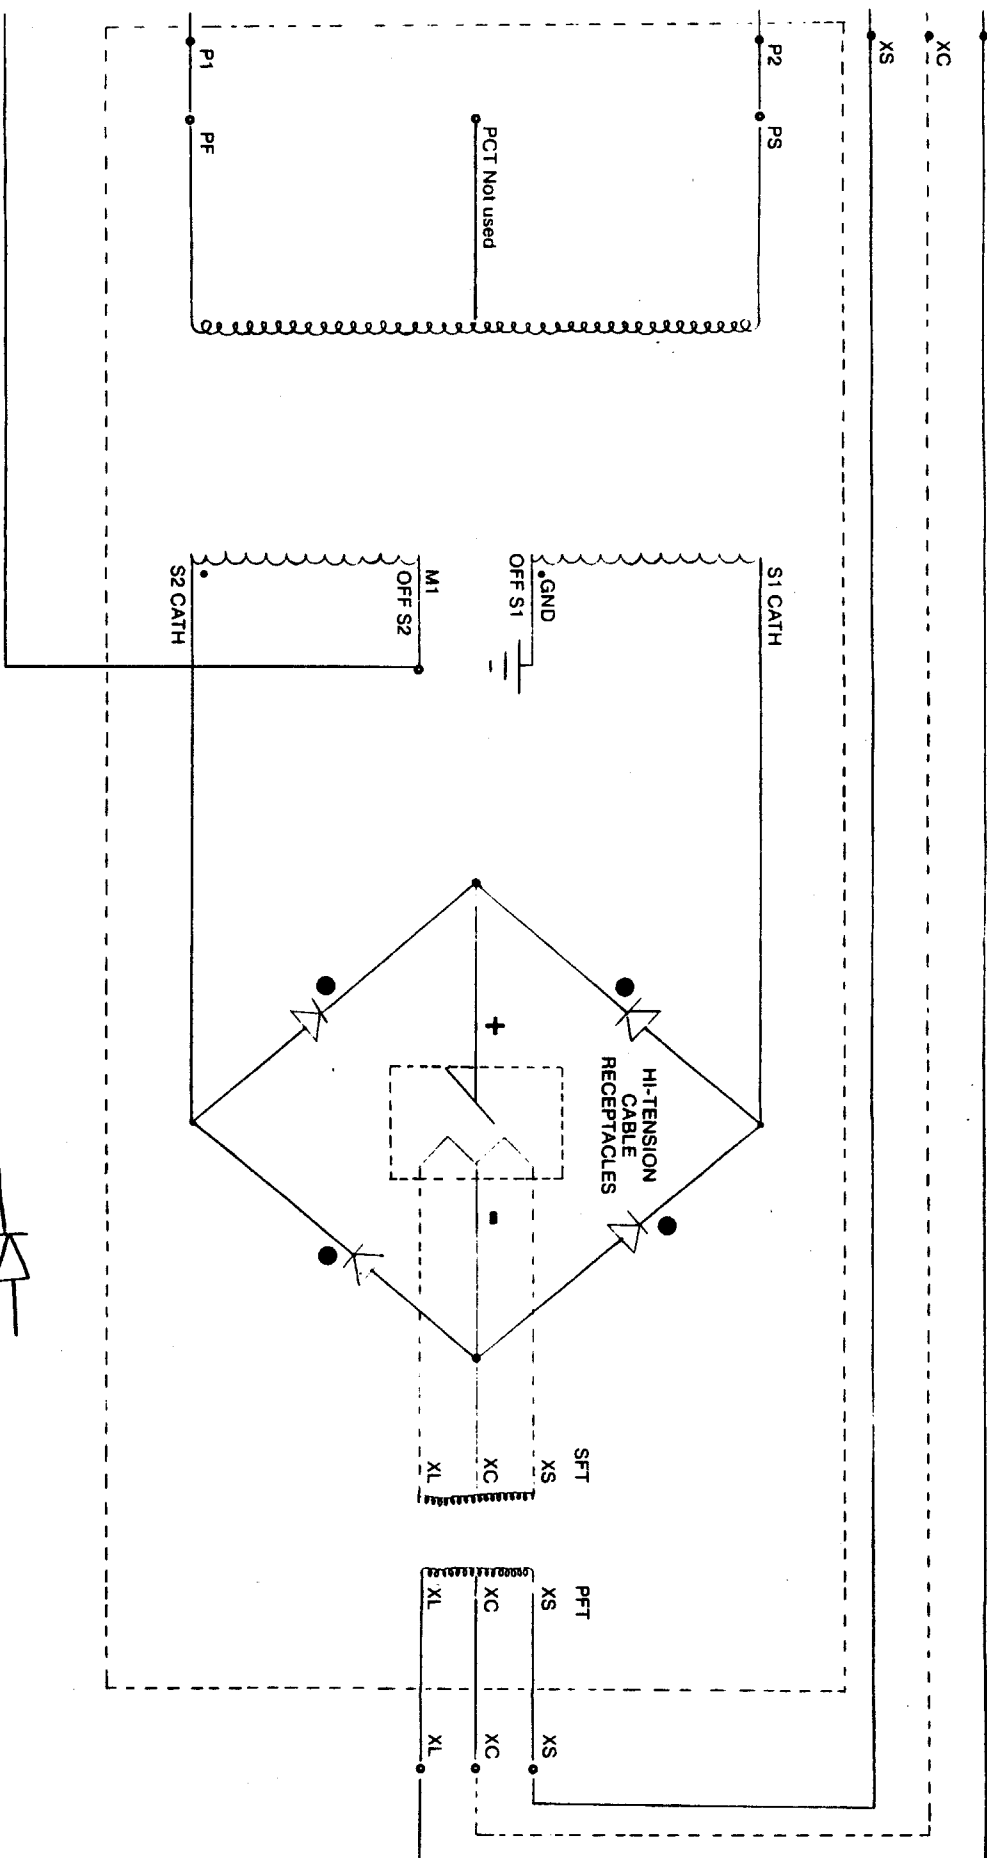 P1
PF
PCT Not used
P2
PS
XS
XC
S2 CATH
M1
OFF S2
GND
OFF S1
S1 CATH
+
HI-TENSION
CABLE
RECEPTACLES
-
SFT
XS
XC
XL
PFT
XS
XC
XL
XS
XC
XL